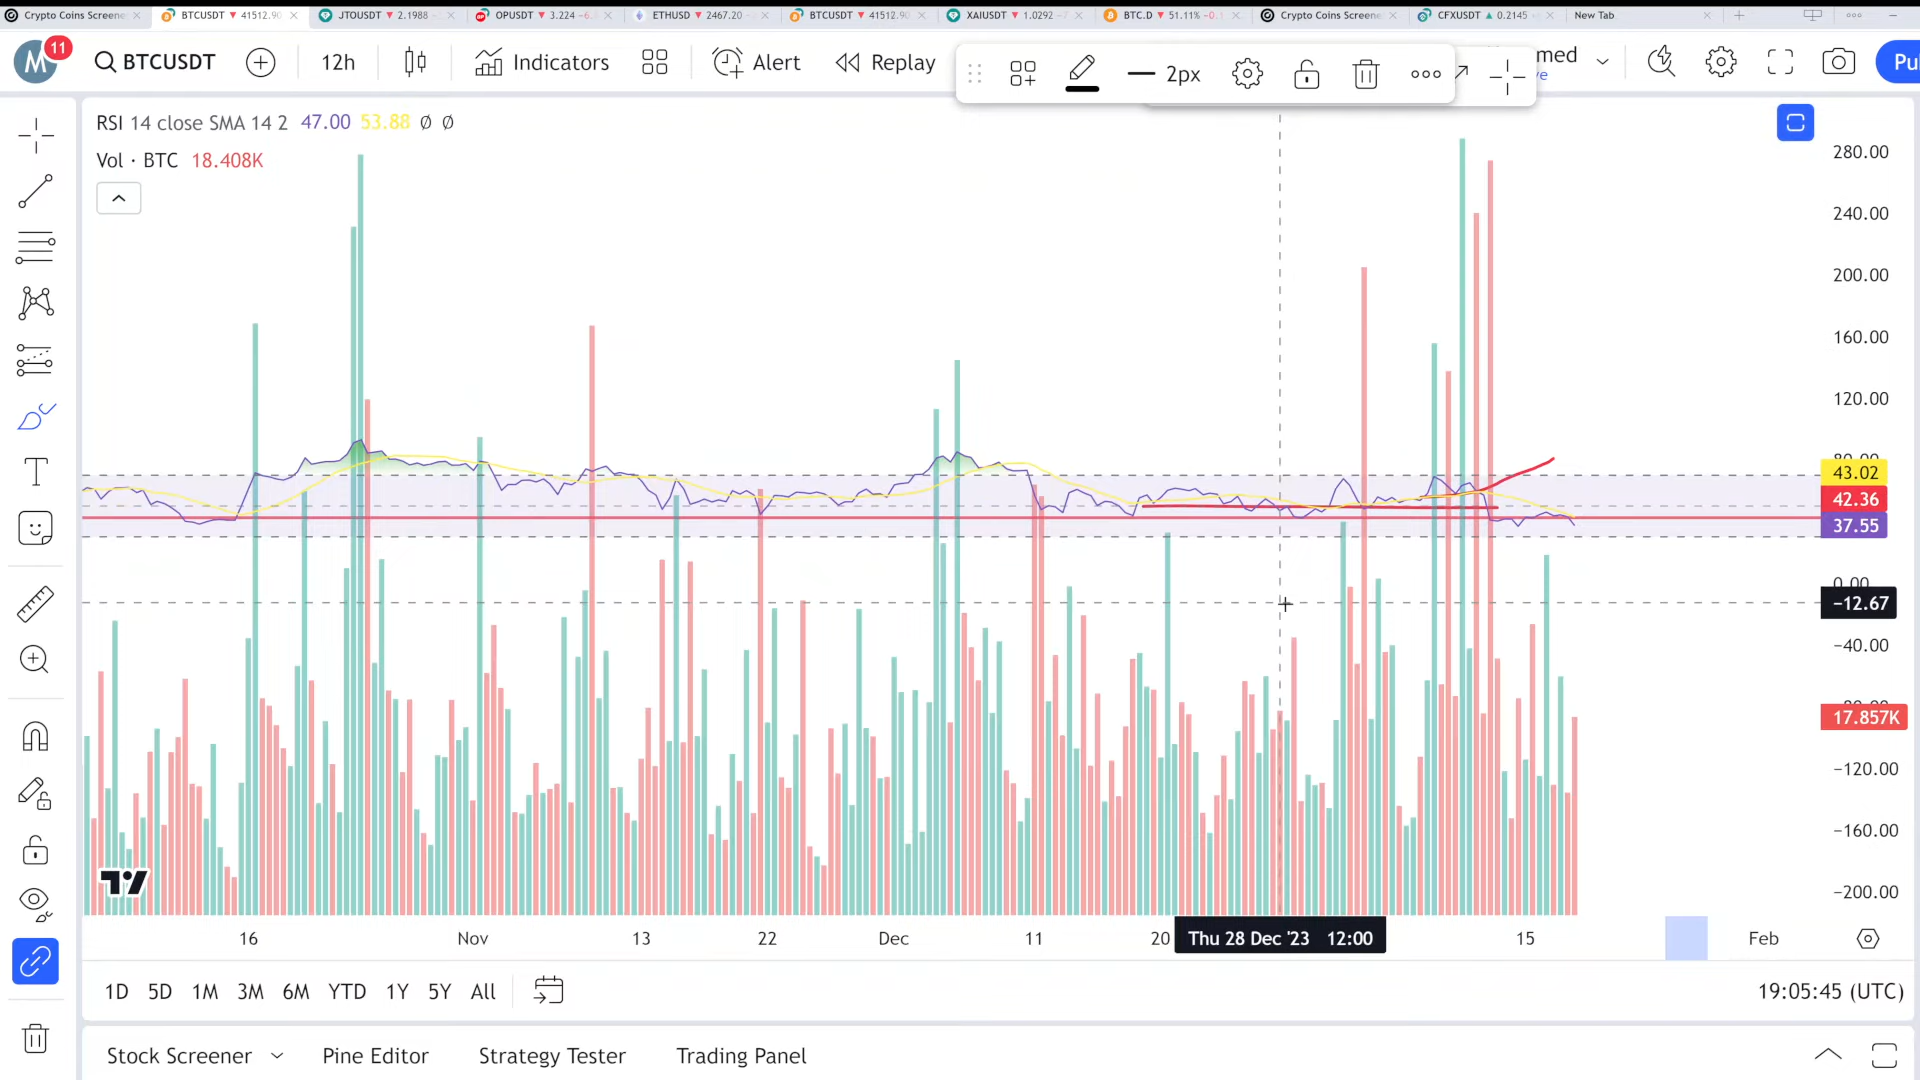 Crypto Coins Screene
BTCUSDT ▼ 41512.90
JTOUSDT ▼ 2.1988
OPUSDT ▼ 3.224
ETHUSD ▼ 2467.20
BTCUSDT ▼ 41512.90
XAIUSDT ▼ 1.0292
BTC.D ▼ 51.11%
Crypto Coins Screene
CFXUSDT ▲ 0.2145
New Tab
M 11
BTCUSDT
12h
Indicators
Alert
Replay
2px
med
ve
Pu
RSI 14 close SMA 14 2 47.00 53.88 Ø Ø
Vol · BTC 18.408K
280.00
240.00
200.00
160.00
120.00
43.02
42.36
37.55
0.00
−12.67
−40.00
17.857K
−120.00
−160.00
−200.00
16 Nov 13 22 Dec 11 20 Thu 28 Dec '23 12:00 15 Feb
1D 5D 1M 3M 6M YTD 1Y 5Y All
19:05:45 (UTC)
Stock Screener Pine Editor Strategy Tester Trading Panel